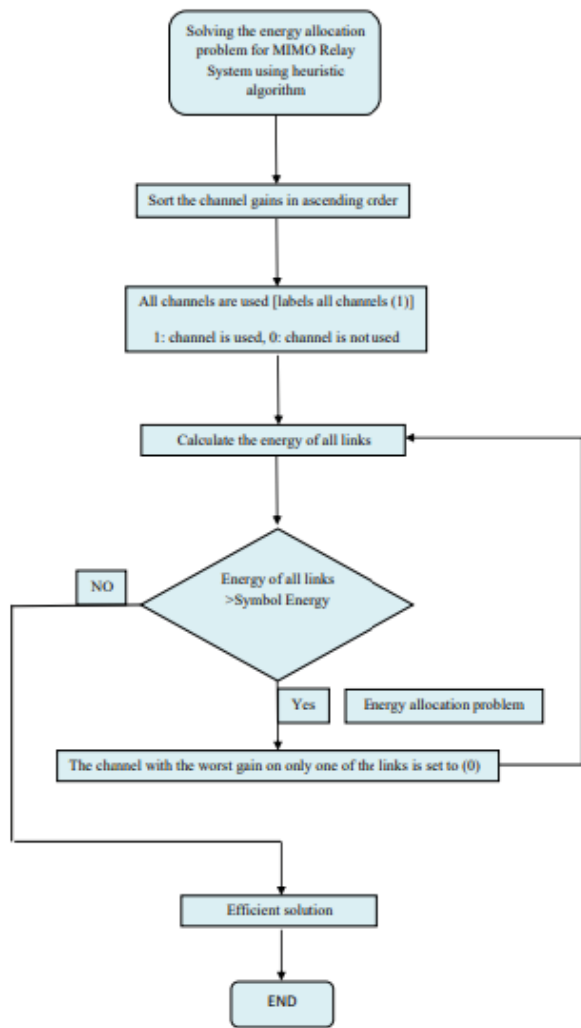 Solving the energy allocation
problem for MIMO Relay
System using heuristic
algorithm
Sort the channel gains in ascending order
All channels are used [labels all channels (1)]
1: channel is used, 0: channel is not used
Calculate the energy of all links
Energy of all links
>Symbol Energy
NO
Yes
Energy allocation problem
The channel with the worst gain on only one of the links is set to (0)
Efficient solution
END